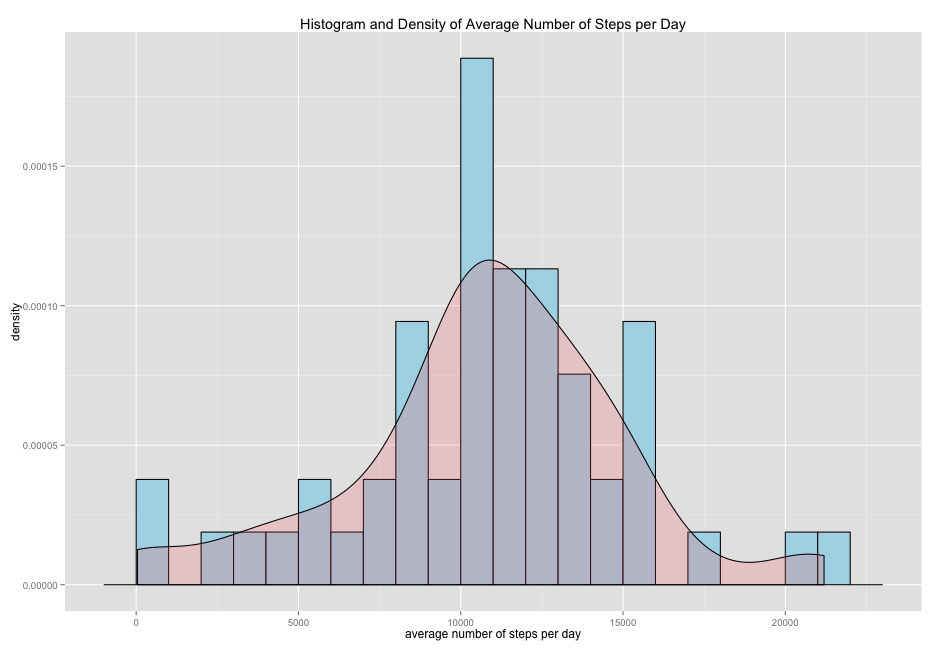 Histogram and Density of Average Number of Steps per Day
0.00015
0.00010
0.00005
0.00000
density
0 5000 10000 15000 20000
average number of steps per day